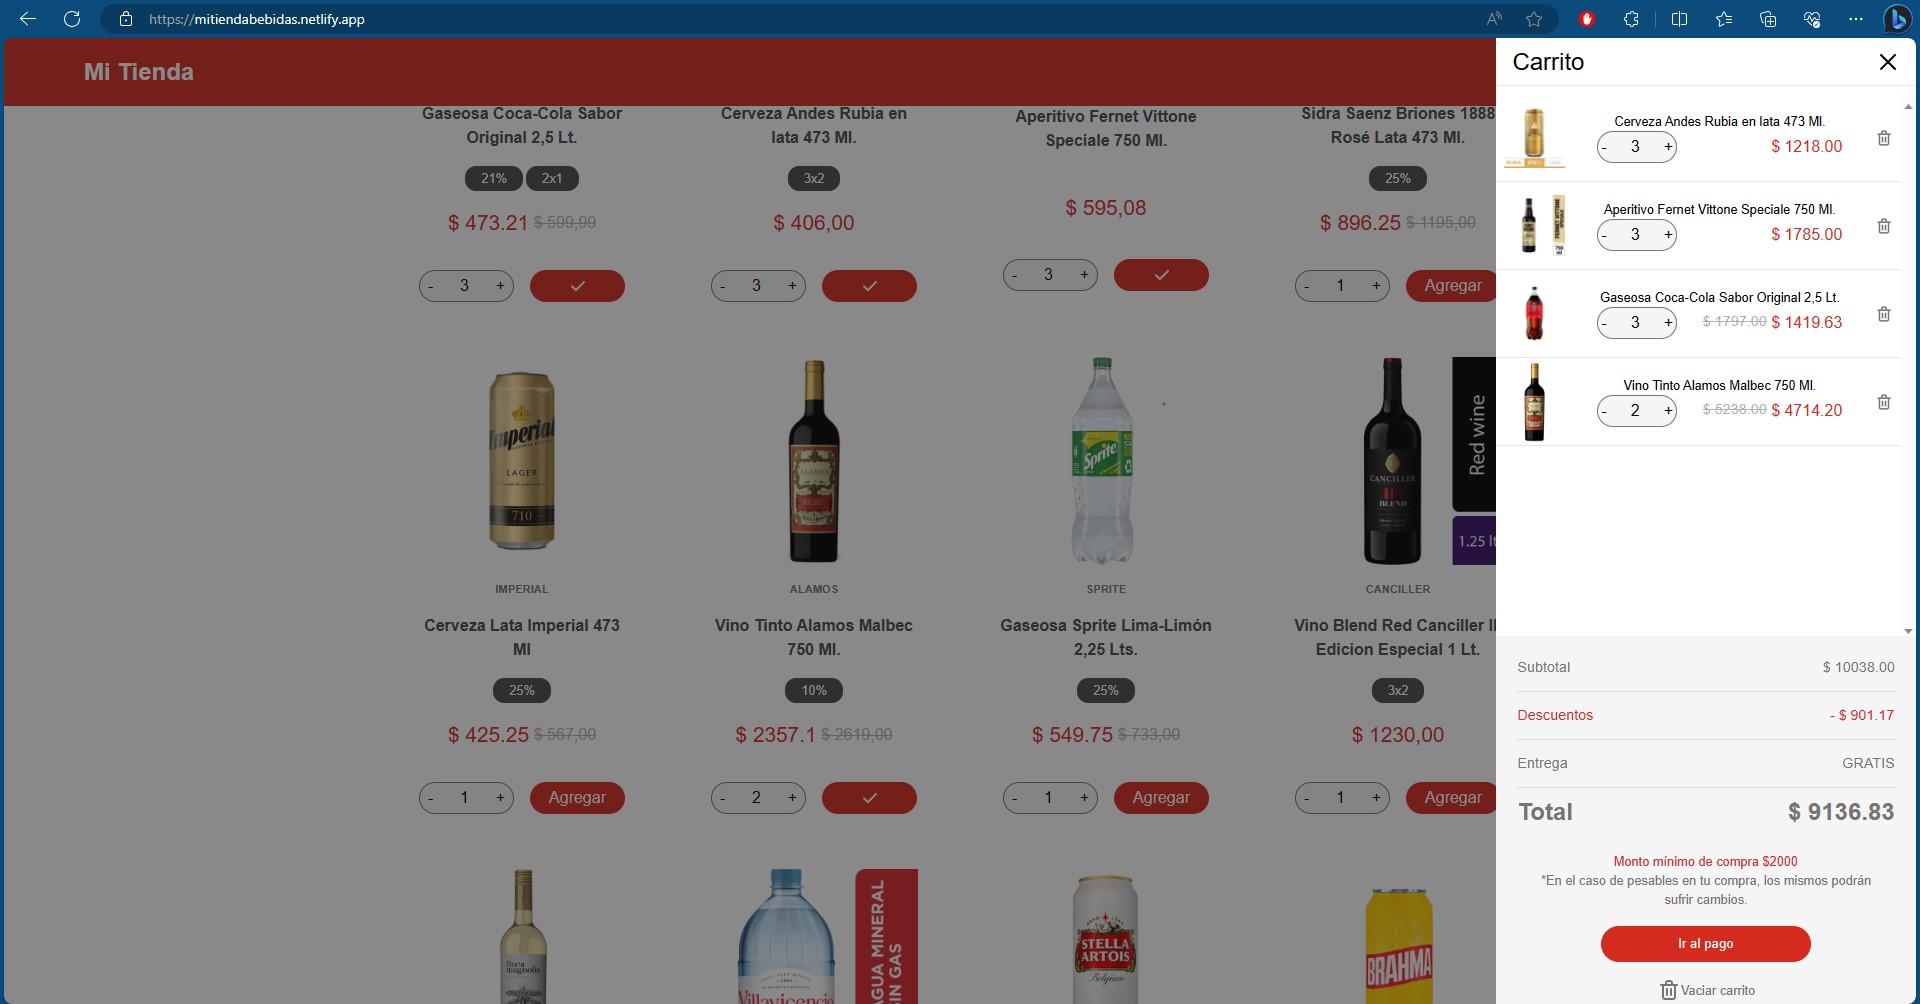 https://mitiendabebidas.netlify.app
Mi Tienda
Gaseosa Coca-Cola Sabor
Original 2,5 Lt.
21% 2x1
$ 473.21 $ 599,99
- 3 +
Cerveza Andes Rubia en
lata 473 Ml.
3x2
$ 406,00
- 3 +
Aperitivo Fernet Vittone
Speciale 750 Ml.
$ 595,08
- 3 +
Sidra Saenz Briones 1888
Rosé Lata 473 Ml.
25%
$ 896.25 $ 1195,00
- 1 + Agregar
Imperial
LAGER
710
IMPERIAL
Cerveza Lata Imperial 473
Ml
25%
$ 425.25 $ 567,00
- 1 + Agregar
ALAMOS
ALAMOS
Vino Tinto Alamos Malbec
750 Ml.
10%
$ 2357.1 $ 2619,00
- 2 +
Sprite
SPRITE
Gaseosa Sprite Lima-Limón
2,25 Lts.
25%
$ 549.75 $ 733,00
- 1 + Agregar
CANCILLER
BLEND
Red wine
1.25 lt
CANCILLER
Vino Blend Red Canciller II
Edicion Especial 1 Lt.
3x2
$ 1230,00
- 1 + Agregar
finca
magnolia
Villavicencio
AGUA MINERAL
SIN GAS
STELLA
ARTOIS
Belgium
BRAHMA
Carrito
Cerveza Andes Rubia en lata 473 Ml.
- 3 + $ 1218.00
Aperitivo Fernet Vittone Speciale 750 Ml.
- 3 + $ 1785.00
FERNET VITTONE
SPECIALE
750
Gaseosa Coca-Cola Sabor Original 2,5 Lt.
- 3 + $ 1797.00 $ 1419.63
Vino Tinto Alamos Malbec 750 Ml.
- 2 + $ 5238.00 $ 4714.20
Subtotal $ 10038.00
Descuentos - $ 901.17
Entrega GRATIS
Total $ 9136.83
Monto mínimo de compra $2000
*En el caso de pesables en tu compra, los mismos podrán
sufrir cambios.
Ir al pago
Vaciar carrito